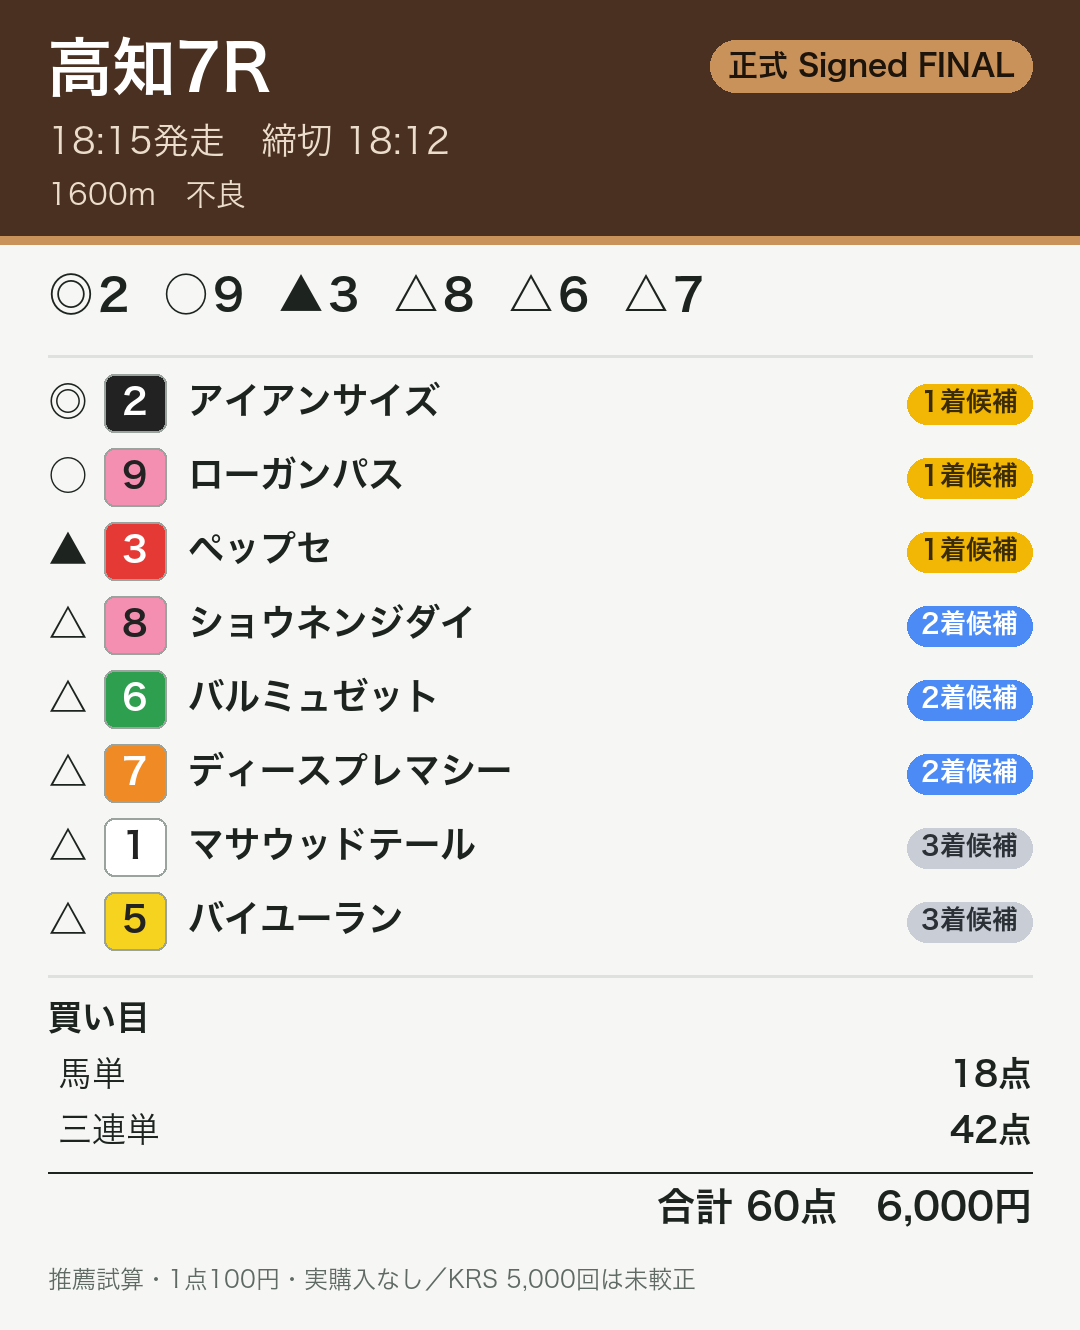 高知7R
正式 Signed FINAL
18:15発走　締切 18:12
1600m　不良
◎2 ○9 ▲3 △8 △6 △7
◎ 2 アイアンサイズ 1着候補
○ 9 ローガンパス 1着候補
▲ 3 ペップセ 1着候補
△ 8 ショウネンジダイ 2着候補
△ 6 バルミュゼット 2着候補
△ 7 ディースプレマシー 2着候補
△ 1 マサウッドテール 3着候補
△ 5 バイユーラン 3着候補
買い目
馬単 18点
三連単 42点
合計 60点　6,000円
推薦試算・1点100円・実購入なし／KRS 5,000回は未較正